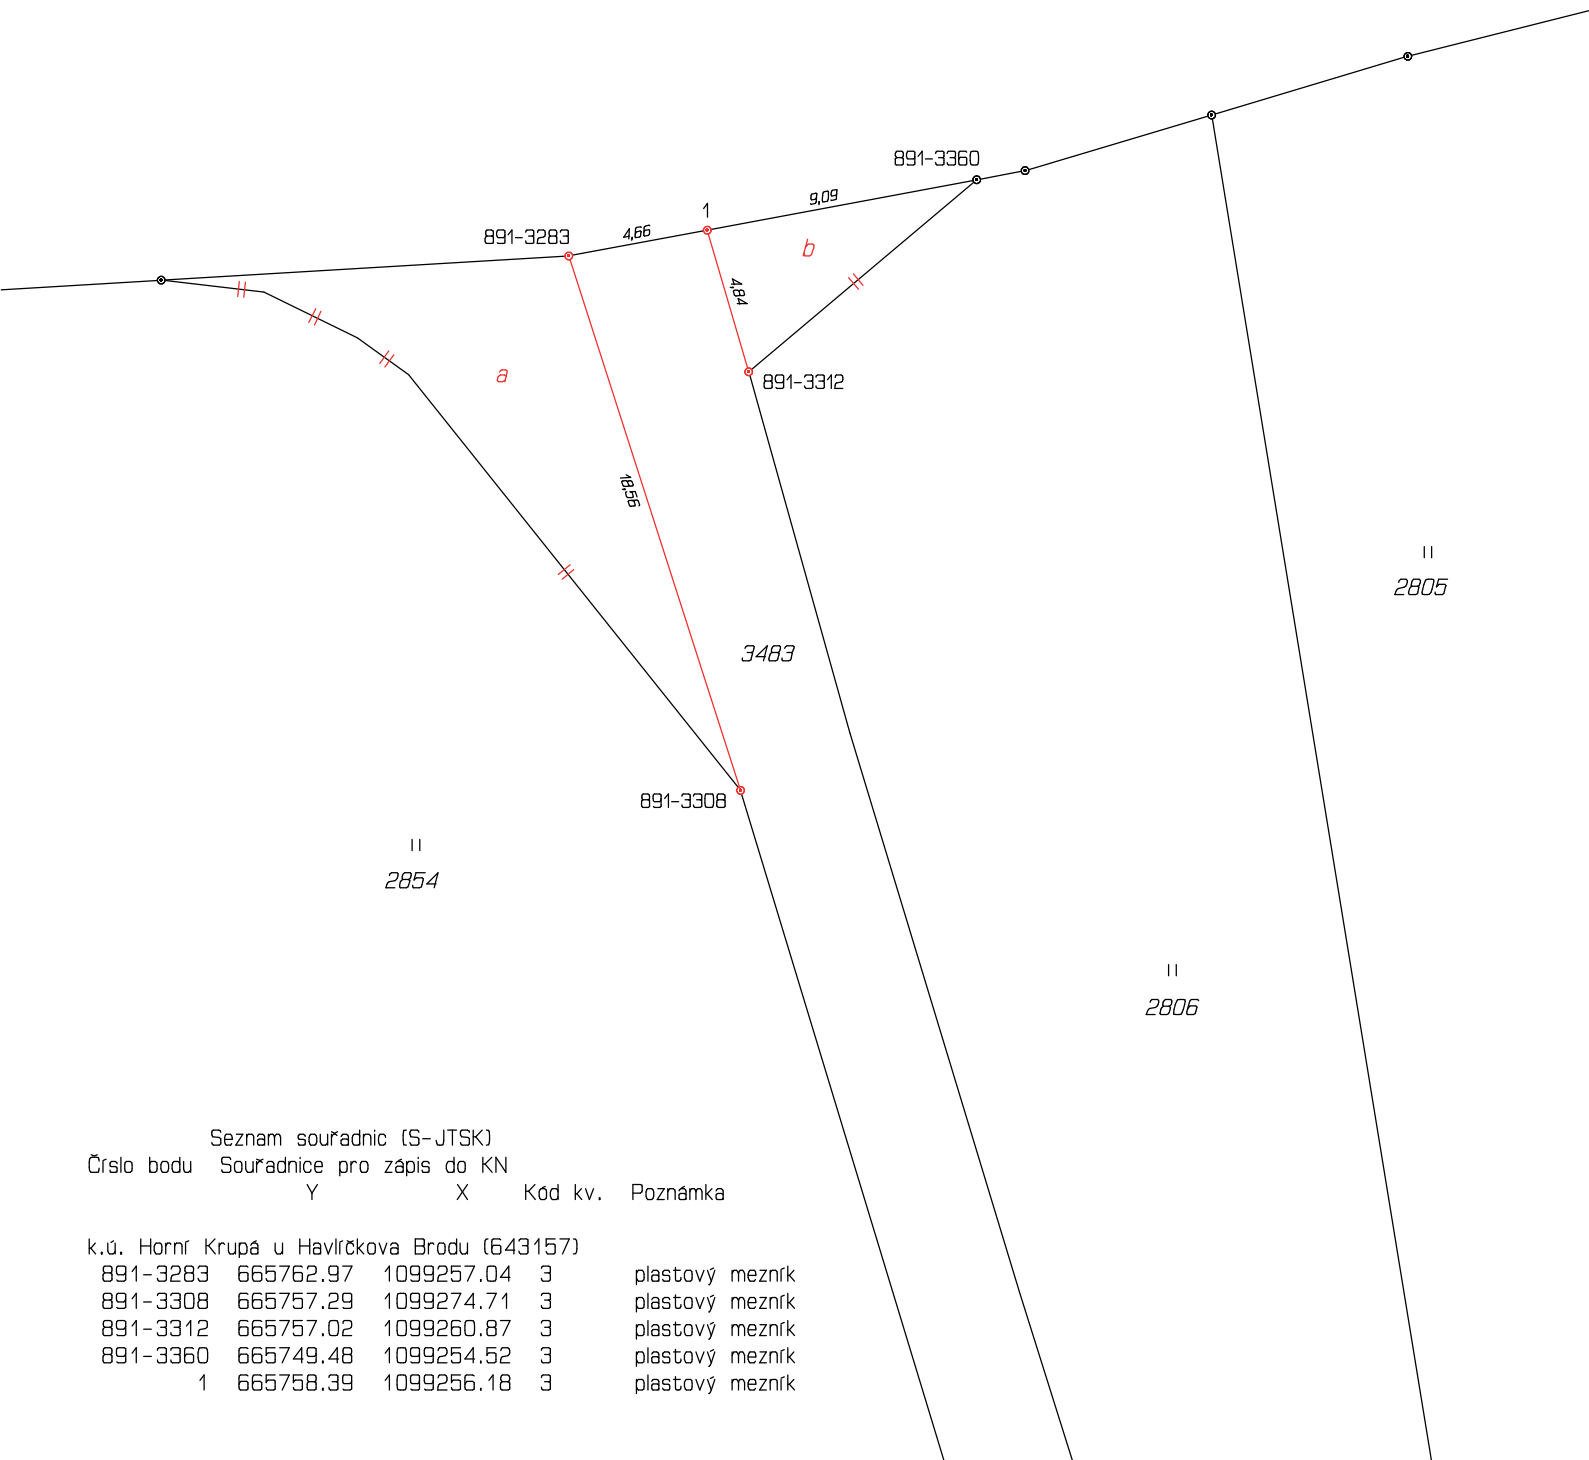 891-3360
9,09
1
4,66
891-3283
b
4,84
891-3312
a
18,56
3483
2805
891-3308
2854
2806
Seznam souřadnic (S-JTSK)
Číslo bodu Souřadnice pro zápis do KN
Y X Kód kv. Poznámka
k.ú. Horní Krupá u Havlíčkova Brodu (643157)
891-3283 665762.97 1099257.04 3 plastový mezník
891-3308 665757.29 1099274.71 3 plastový mezník
891-3312 665757.02 1099260.87 3 plastový mezník
891-3360 665749.48 1099254.52 3 plastový mezník
1 665758.39 1099256.18 3 plastový mezník